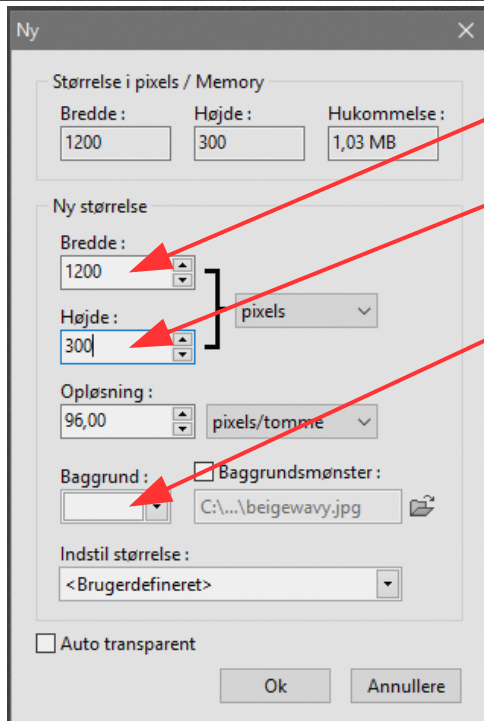 Ny
Størrelse i pixels / Memory
Bredde : Højde : Hukommelse :
1200 300 1,03 MB
Ny størrelse
Bredde :
1200
pixels
Højde :
300
Opløsning :
96,00 pixels/tomme
Baggrund : Baggrundsmønster :
C:\...\beigewavy.jpg
Indstil størrelse :
<Brugerdefineret>
Auto transparent
Ok Annullere